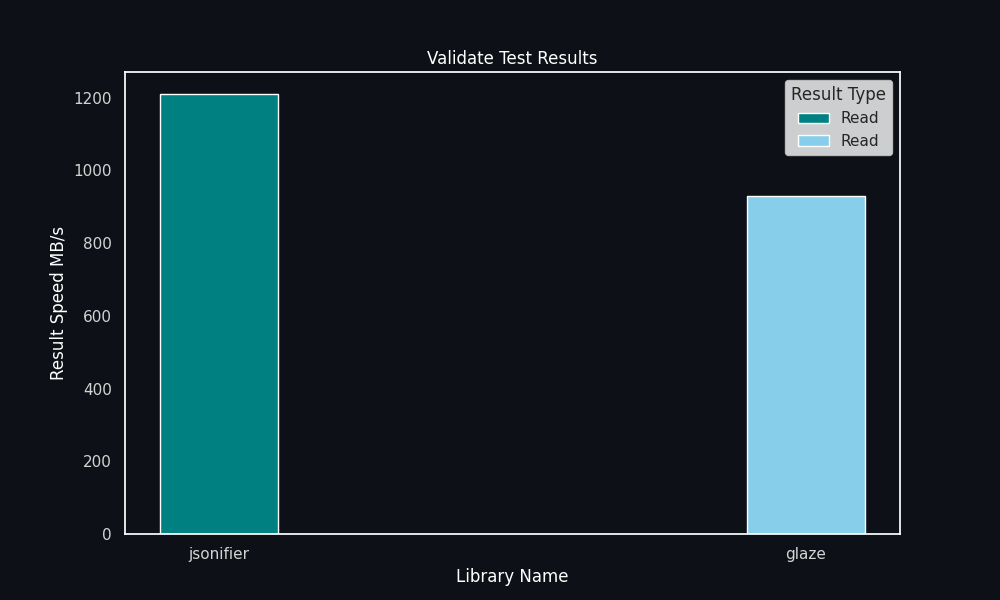 Validate Test Results
Result Type
Read
Read
Result Speed MB/s
1200
1000
800
600
400
200
0
jsonifier
glaze
Library Name